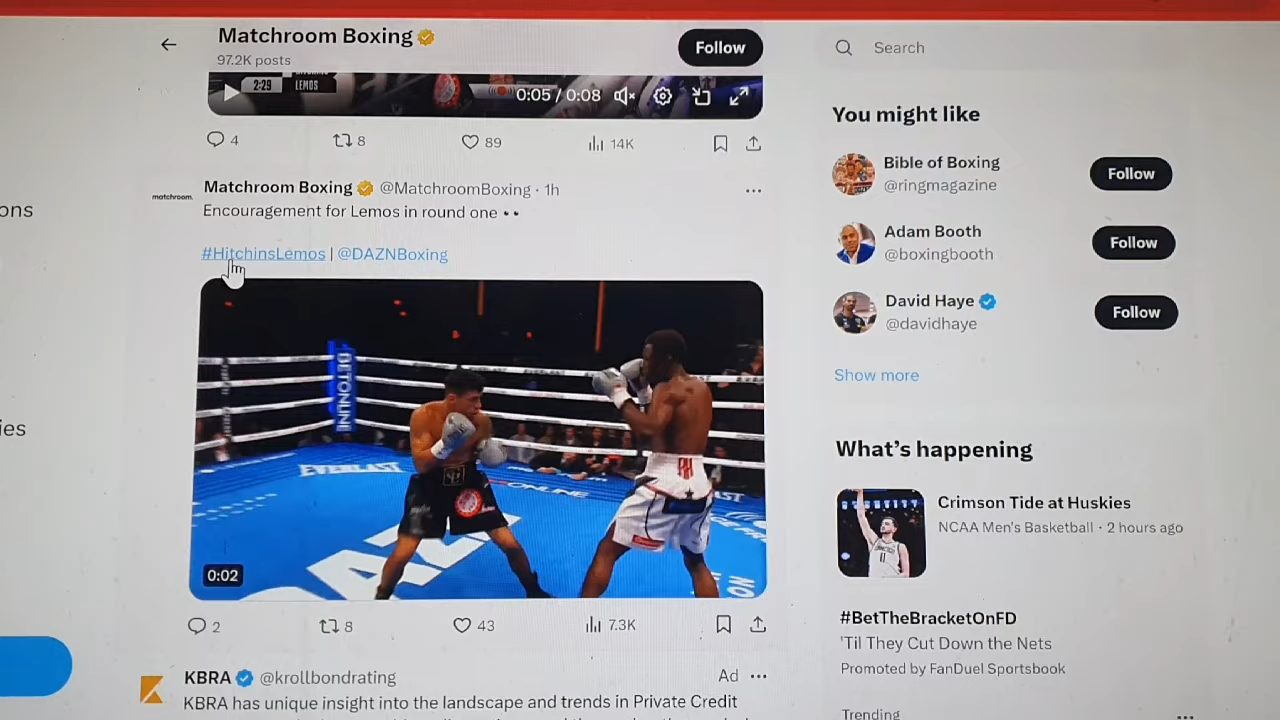 Matchroom Boxing
97.2K posts
Follow
Search
2:29
LEMOS
0:05 / 0:08
4
8
89
14K
ons
ies
matchroom.
Matchroom Boxing @MatchroomBoxing · 1h
Encouragement for Lemos in round one
#HitchinsLemos | @DAZNBoxing
BETONLINE
EVERLAST
0:02
2
8
43
7.3K
KBRA @krollbondrating
Ad
KBRA has unique insight into the landscape and trends in Private Credit
You might like
Bible of Boxing
@ringmagazine
Follow
Adam Booth
@boxingbooth
Follow
David Haye
@davidhaye
Follow
Show more
What's happening
Crimson Tide at Huskies
NCAA Men's Basketball · 2 hours ago
#BetTheBracketOnFD
'Til They Cut Down the Nets
Promoted by FanDuel Sportsbook
Trending